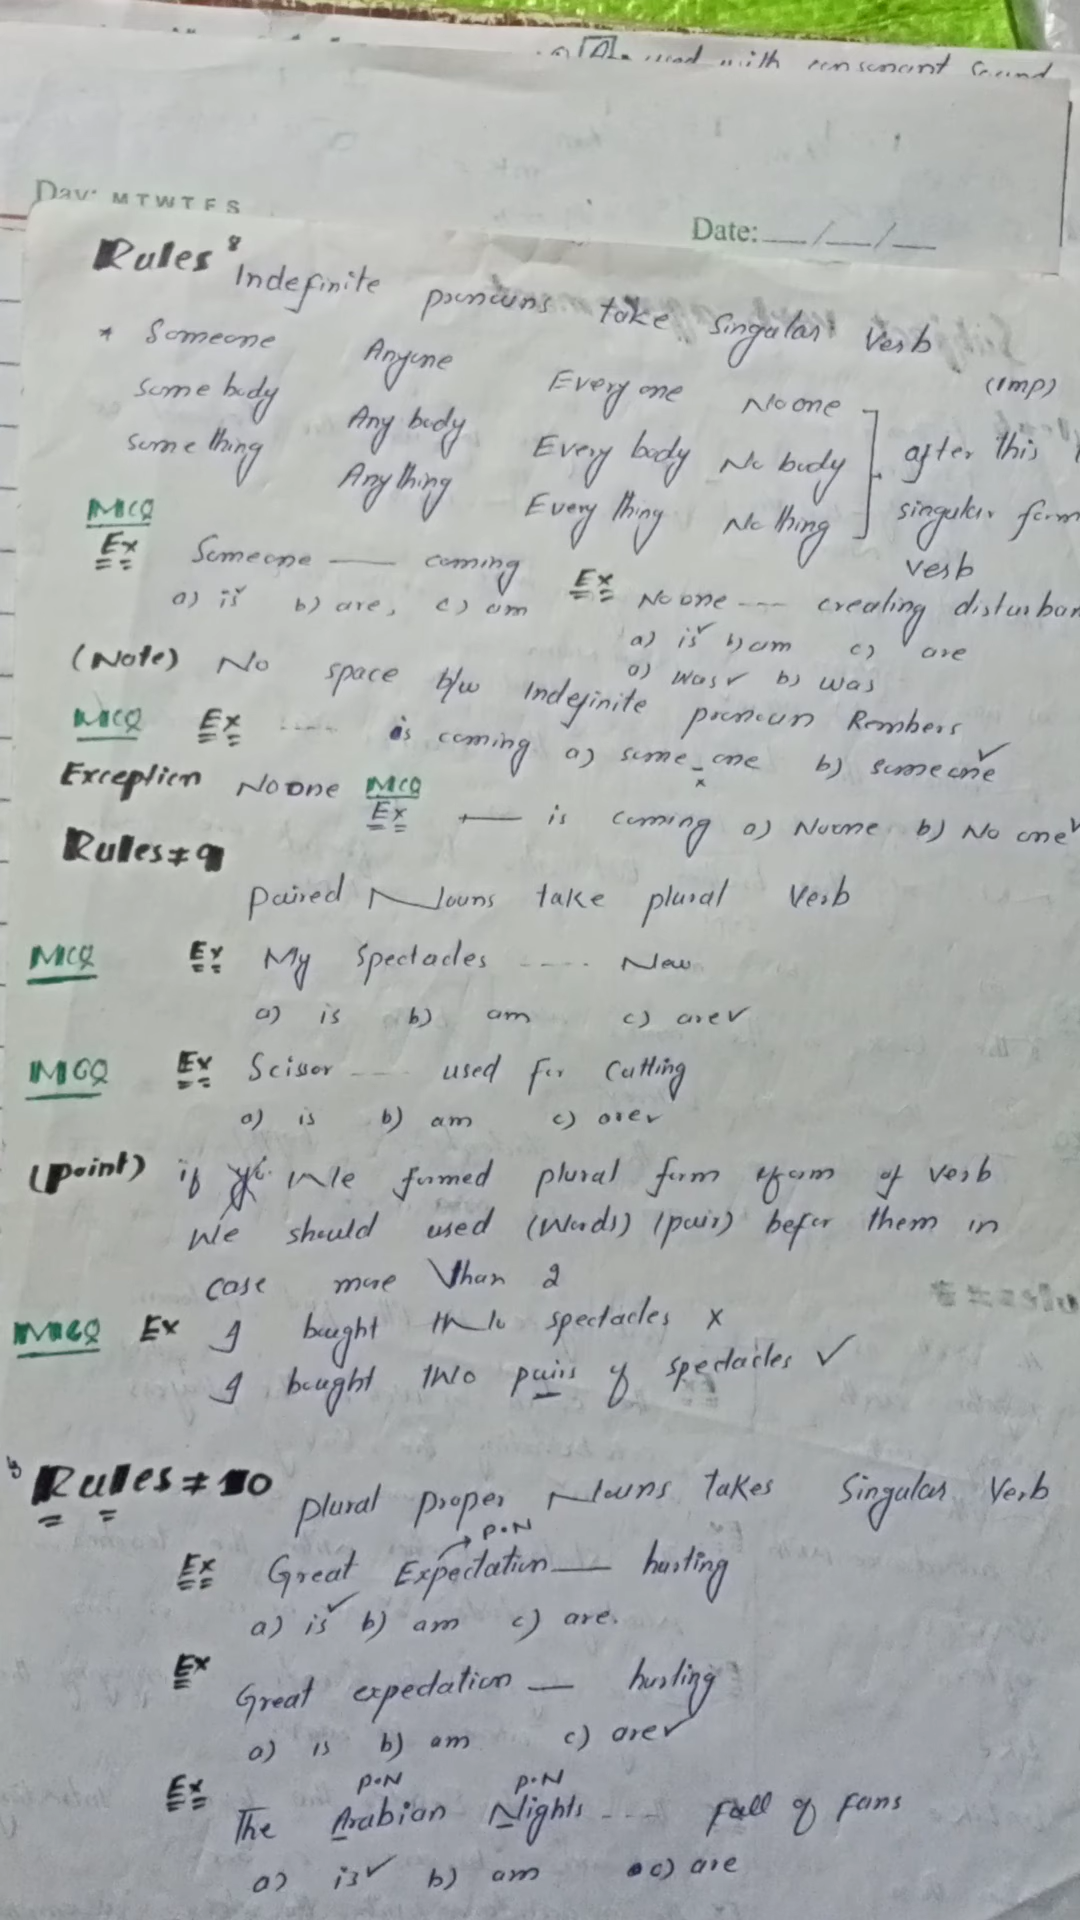 used with consonant sound
Day: M T W T F S
Date: __/__/__
Rules 8
Indefinite pronouns take Singular Verb
* Someone Anyone Every one No one (Imp)
Some body Any body Every body No body after this
Some thing Any thing Every thing No thing singular form
verb
MCQ
Ex Someone —— coming
a) is ✓ b) are, c) am
Ex No one ---- creating disturban
a) is ✓ b) am c) are
a) was ✓ b) was
(Note) No space b/w Indefinite pronoun Rembers
MCQ Ex ..... is coming a) some_one x b) someone ✓
Exception No one MCQ
Ex —— is coming a) Noone b) No one ✓
Rules # 9
Paired Nouns take plural Verb
MCQ Ex My Spectacles ..... New
a) is b) am c) are ✓
MCQ Ex Scissor ---- used for Cutting
a) is b) am c) are ✓
(point) if We formed plural form of verb
We should used (Words) (pair) befor them in
case more Than 2
MCQ Ex I bought two spectacles x
I bought two pairs of spectacles ✓
Rules # 10
Plural Proper Nouns takes Singular Verb
P.N
Ex Great Expectation —— hurting
a) is ✓ b) am c) are.
Ex Great expectation — hurting
a) is b) am c) are ✓
P.N P.N
Ex The Arabian Nights ---- full of fans
a) is ✓ b) am c) are